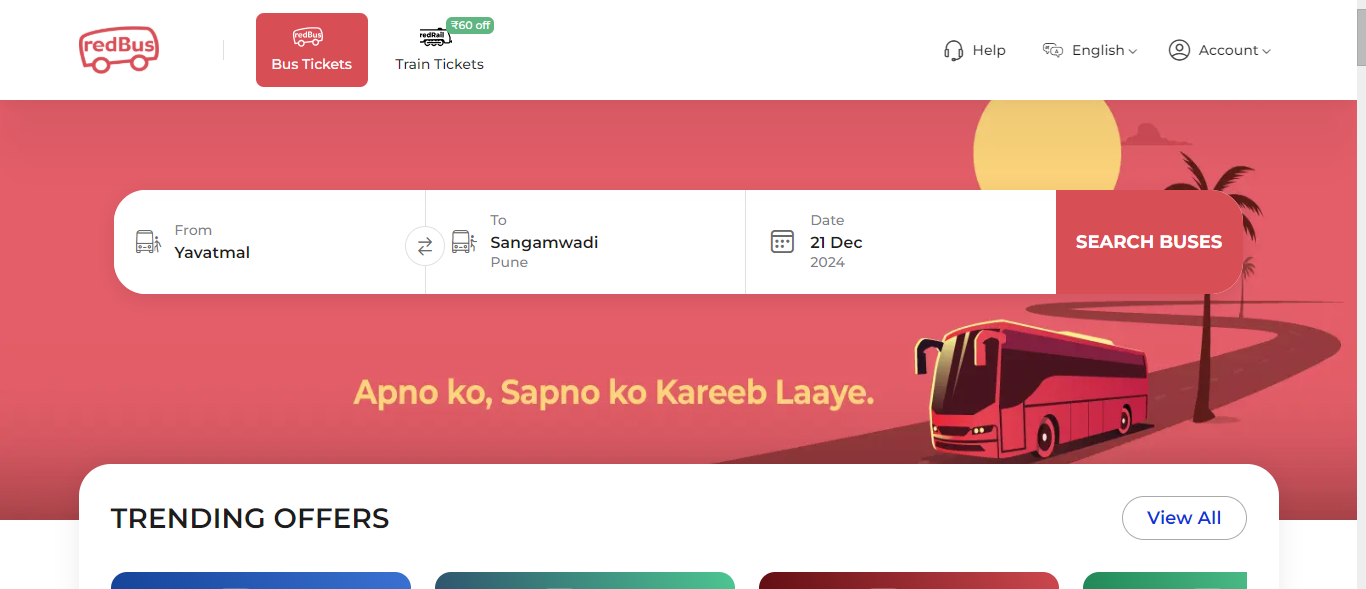 redBus
redBus
Bus Tickets
redRail
₹60 off
Train Tickets
Help
English
Account
From
Yavatmal
To
Sangamwadi
Pune
Date
21 Dec
2024
SEARCH BUSES
Apno ko, Sapno ko Kareeb Laaye.
TRENDING OFFERS
View All